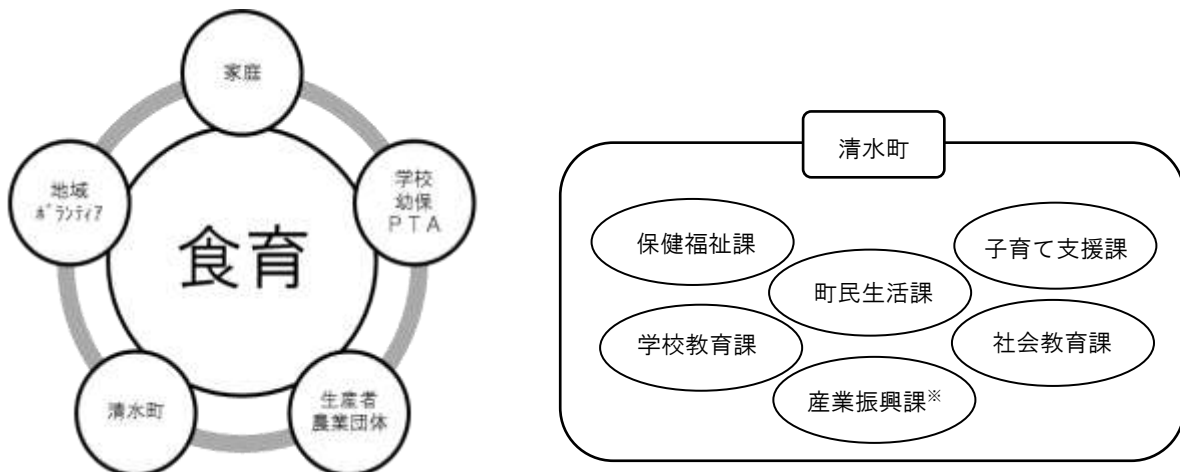 家庭
地域
ﾎﾞﾗﾝﾃｨｱ
学校
幼保
ＰＴＡ
食育
清水町
生産者
農業団体
清水町
保健福祉課
子育て支援課
町民生活課
学校教育課
社会教育課
産業振興課※